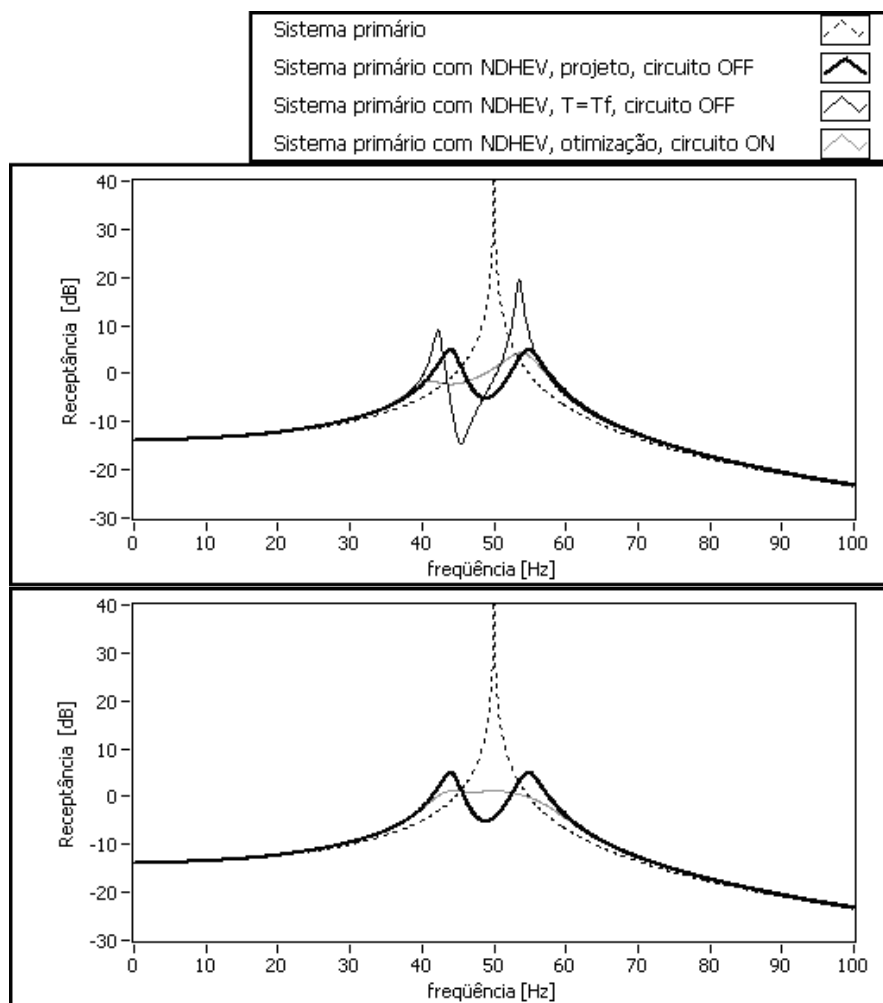 Sistema primário
Sistema primário com NDHEV, projeto, circuito OFF
Sistema primário com NDHEV, T=Tf, circuito OFF
Sistema primário com NDHEV, otimização, circuito ON
40
30
20
10
0
-10
-20
-30
Receptância [dB]
0 10 20 30 40 50 60 70 80 90 100
freqüência [Hz]
40
30
20
10
0
-10
-20
-30
Receptância [dB]
0 10 20 30 40 50 60 70 80 90 100
freqüência [Hz]